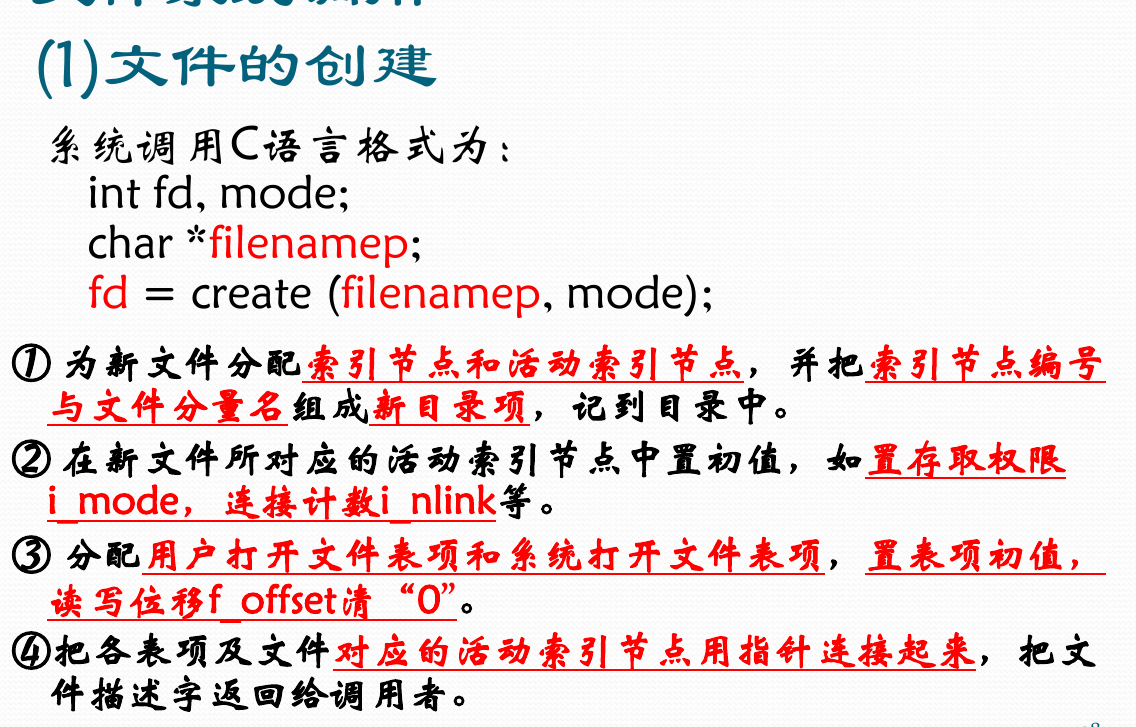 (1)文件的创建
系统调用C语言格式为：
int fd, mode;
char *filenamep;
fd = create (filenamep, mode);
① 为新文件分配索引节点和活动索引节点，并把索引节点编号
与文件分量名组成新目录项，记到目录中。
② 在新文件所对应的活动索引节点中置初值，如置存取权限
i_mode，连接计数i_nlink等。
③ 分配用户打开文件表项和系统打开文件表项，置表项初值，
读写位移f_offset清“0”。
④把各表项及文件对应的活动索引节点用指针连接起来，把文
件描述字返回给调用者。